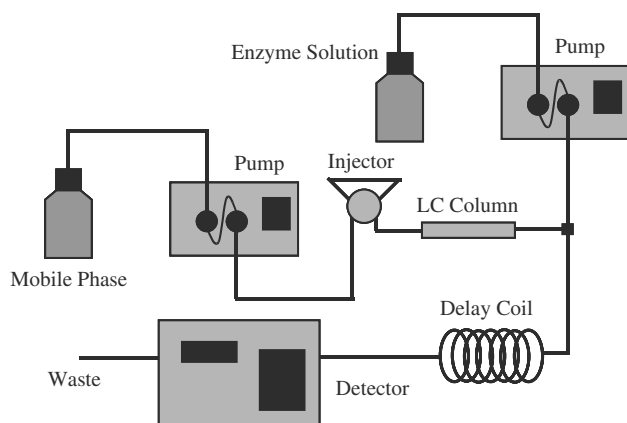 Enzyme Solution
Pump
Pump
Injector
LC Column
Mobile Phase
Delay Coil
Waste
Detector